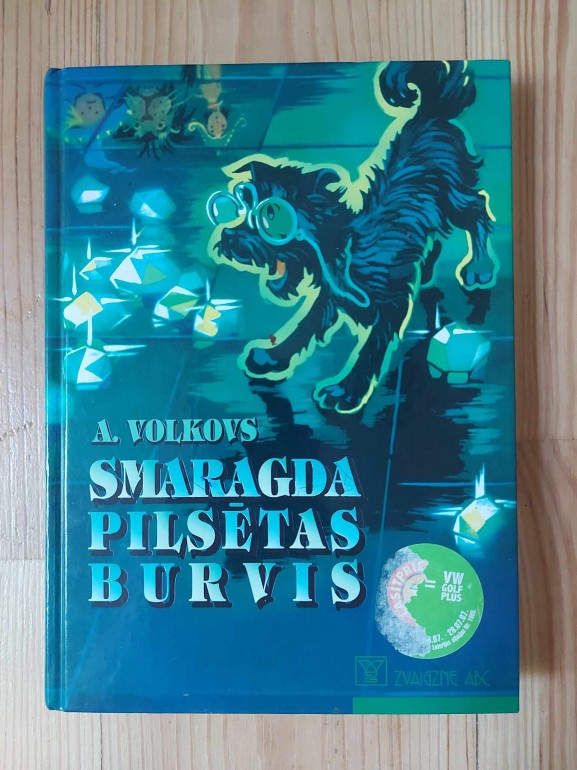 A. VOLKOVS
SMARAGDA
PILSĒTAS
BURVIS
=
VW
GOLF
PLUS
ZVAIGZNE ABC